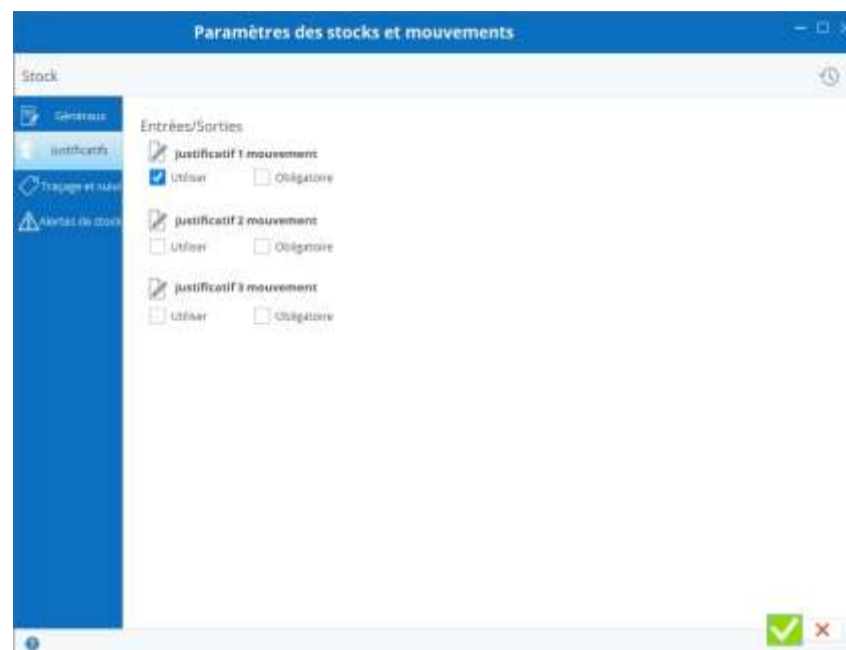 Paramètres des stocks et mouvements
Stock
Généraux
Justificatifs
Traçage et suivi
Alertes de stock
Entrées/Sorties
Justificatif 1 mouvement
Utiliser Obligatoire
Justificatif 2 mouvement
Utiliser Obligatoire
Justificatif 3 mouvement
Utiliser Obligatoire